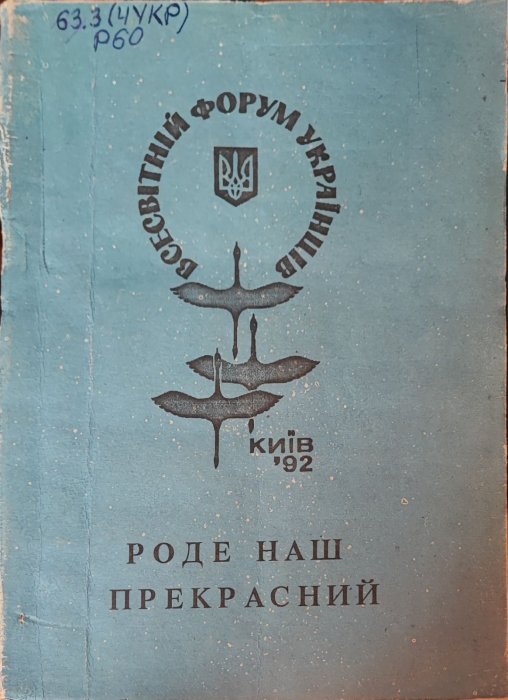 63.3(4УКР)
Р60
ВСЕСВІТНІЙ ФОРУМ УКРАЇНЦІВ
КИЇВ
'92
РОДЕ НАШ
ПРЕКРАСНИЙ